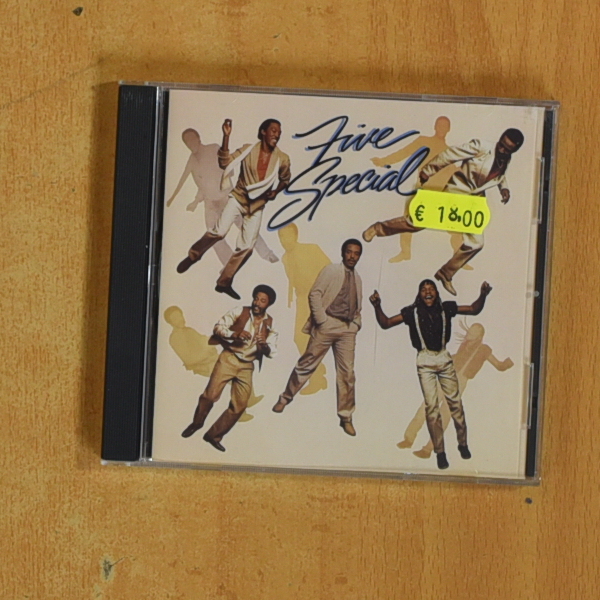 Five
Special
€ 18.00